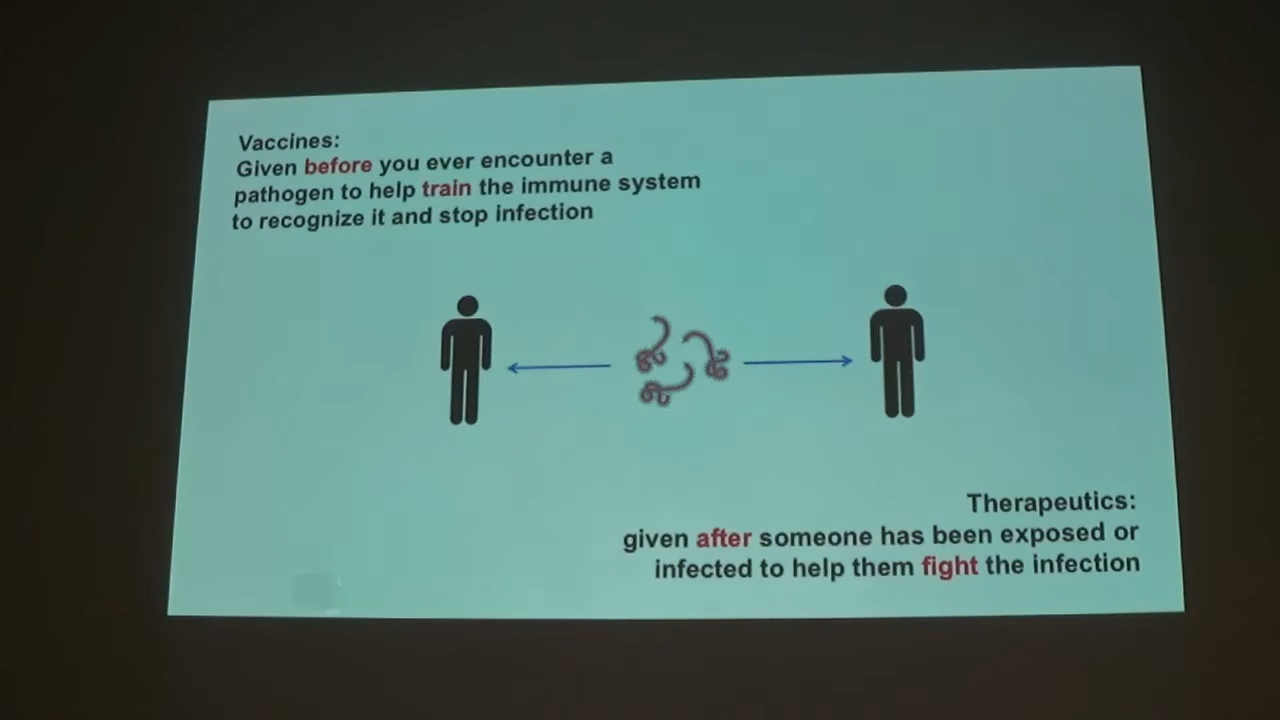 Vaccines:
Given before you ever encounter a
pathogen to help train the immune system
to recognize it and stop infection
Therapeutics:
given after someone has been exposed or
infected to help them fight the infection